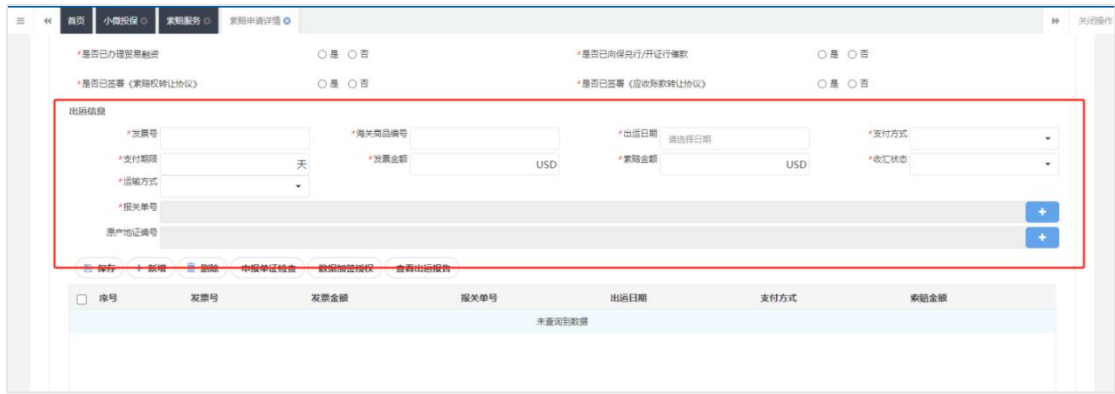 首页 小微投保 索赔服务 索赔申请详情 关闭操作
*是否已办理贸易融资 是 否 *是否已向保兑行/开证行催款 是 否
*是否已签署《索赔权转让协议》 是 否 *是否已签署《应收账款转让协议》 是 否
出运信息
*发票号 *海关商品编号 *出运日期 请选择日期 *支付方式
*支付期限 天 *发票金额 USD *索赔金额 USD *收汇状态
*运输方式
*报关单号 +
原产地证编号 +
保存 + 新增 删除 申报单证检查 数据加签授权 查看出运报告
序号 发票号 发票金额 报关单号 出运日期 支付方式 索赔金额
未查询到数据